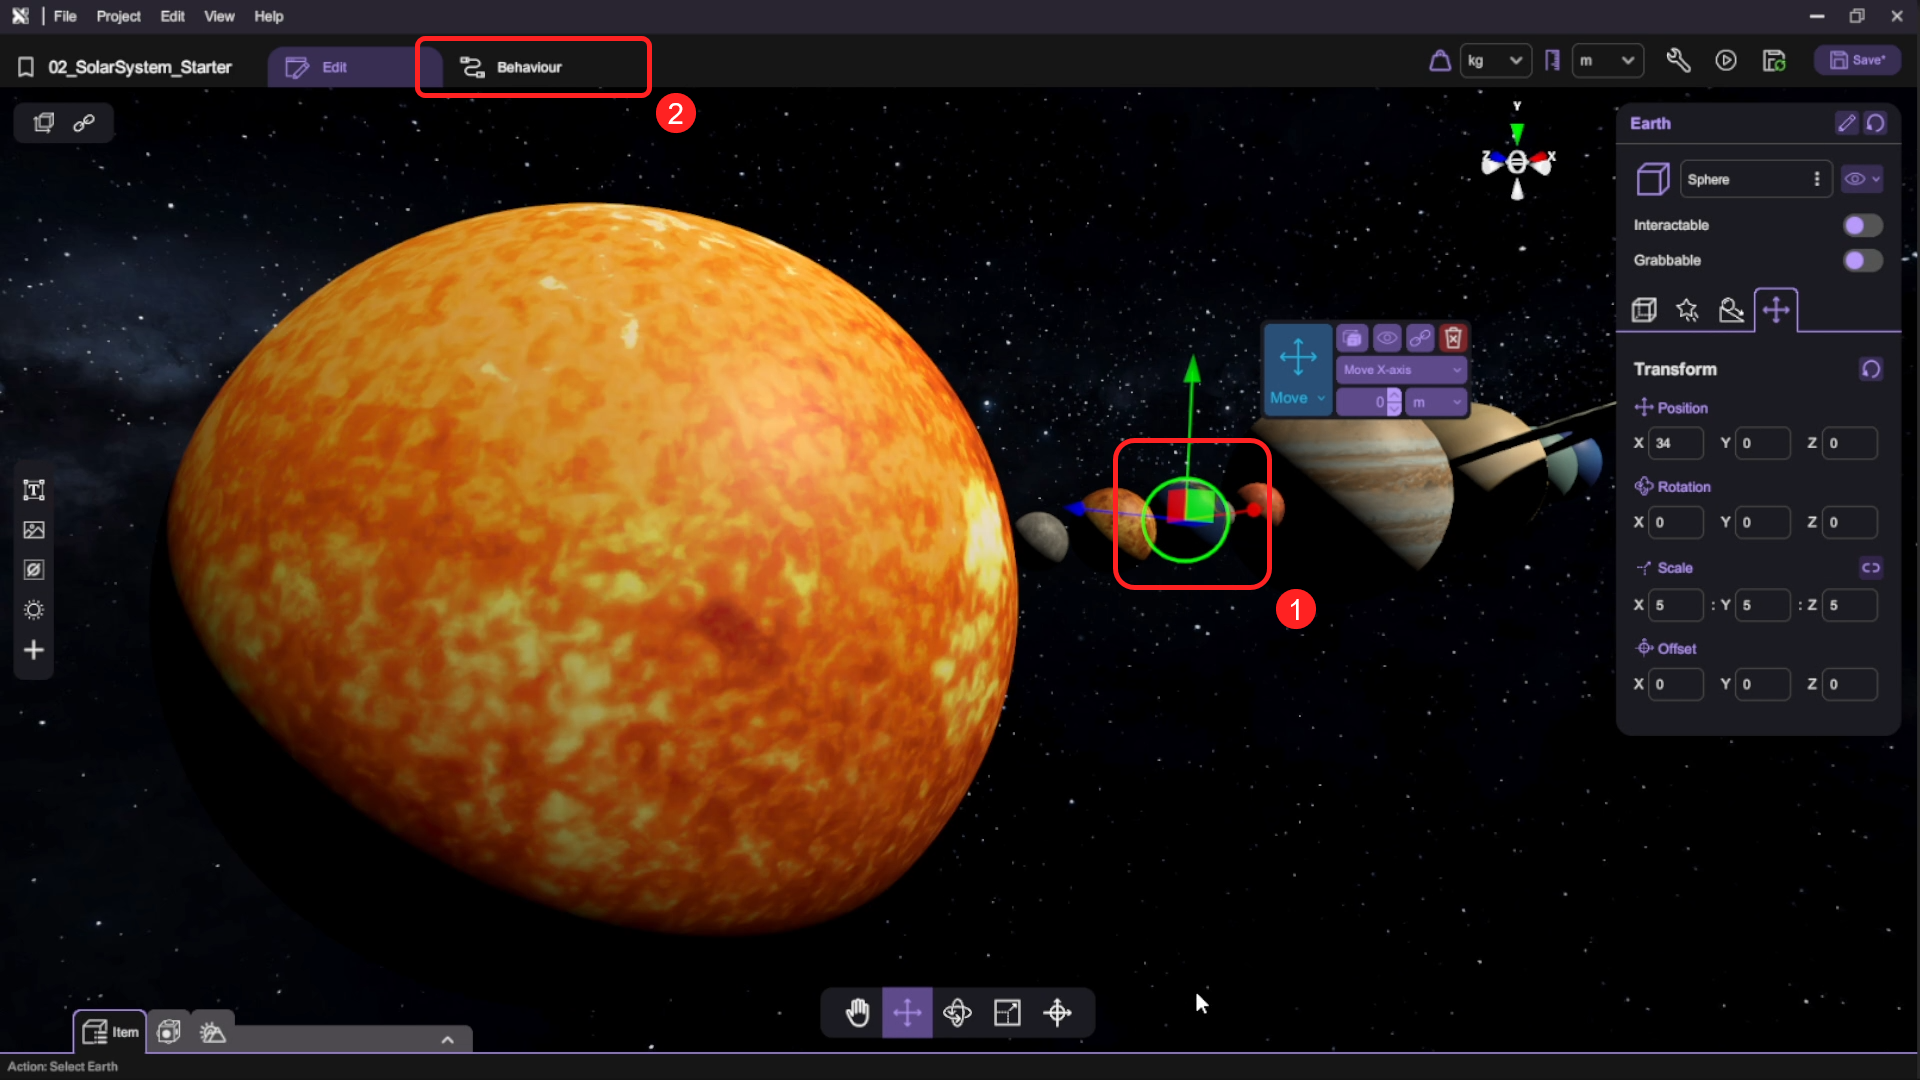 File Project Edit View Help
02_SolarSystem_Starter Edit Behaviour kg m Save*
2
Y
Z X
Earth
Sphere
Interactable
Grabbable
Move X-axis
Move 0 m
Transform
Position
X 34 Y 0 Z 0
Rotation
X 0 Y 0 Z 0
Scale
X 5 : Y 5 : Z 5
Offset
X 0 Y 0 Z 0
1
Item
Action: Select Earth